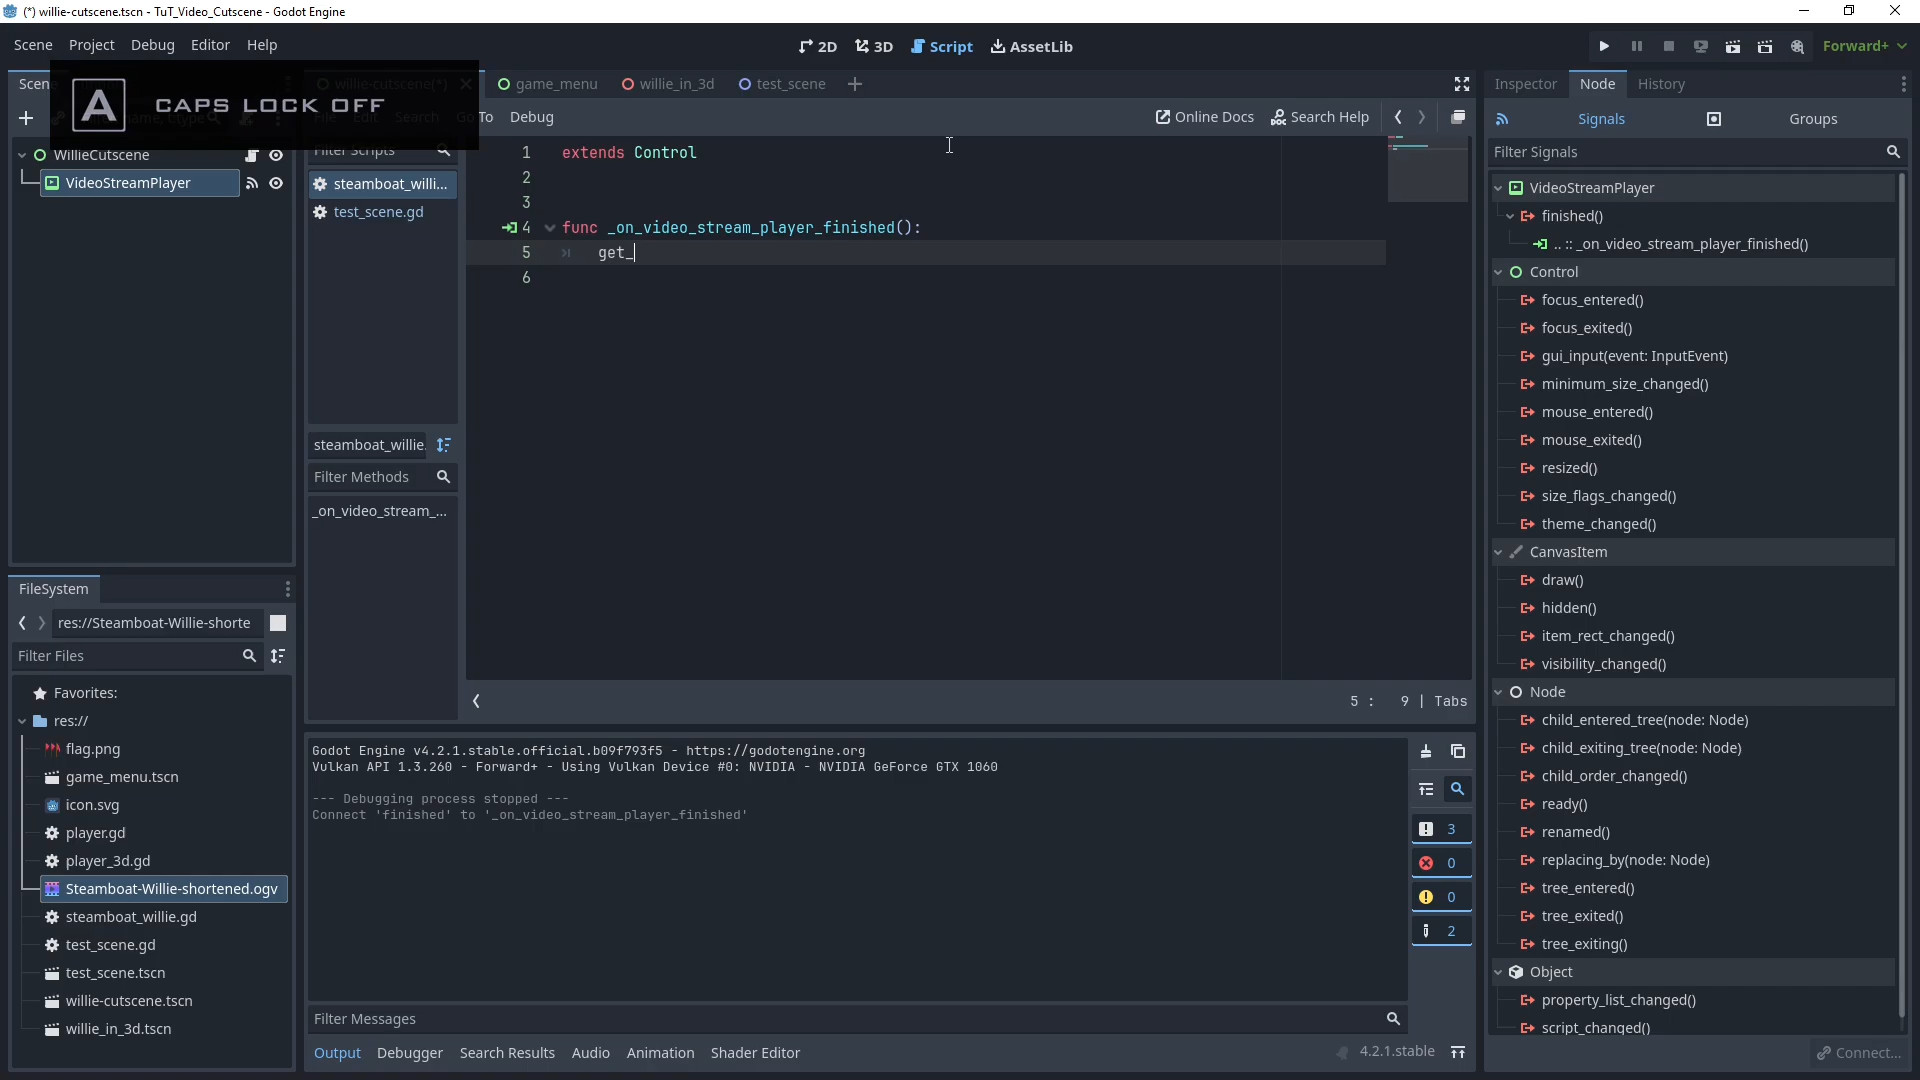 (*) willie-cutscene.tscn - TuT_Video_Cutscene - Godot Engine
Scene Project Debug Editor Help
2D 3D Script AssetLib
Forward+
Scen
A CAPS LOCK OFF
willie-cutscene(*) game_menu willie_in_3d test_scene
Inspector Node History
File Edit Search Go To Debug
Online Docs Search Help
Signals Groups
WillieCutscene
VideoStreamPlayer
Filter Scripts
steamboat_willi...
test_scene.gd
steamboat_willie.
Filter Methods
_on_video_stream_...
1 extends Control
2
3
4 func _on_video_stream_player_finished():
5 get_
6
5 : 9 | Tabs
Filter Signals
VideoStreamPlayer
finished()
.. :: _on_video_stream_player_finished()
Control
focus_entered()
focus_exited()
gui_input(event: InputEvent)
minimum_size_changed()
mouse_entered()
mouse_exited()
resized()
size_flags_changed()
theme_changed()
CanvasItem
draw()
hidden()
item_rect_changed()
visibility_changed()
Node
child_entered_tree(node: Node)
child_exiting_tree(node: Node)
child_order_changed()
ready()
renamed()
replacing_by(node: Node)
tree_entered()
tree_exited()
tree_exiting()
Object
property_list_changed()
script_changed()
Connect...
FileSystem
res://Steamboat-Willie-shorte
Filter Files
Favorites:
res://
flag.png
game_menu.tscn
icon.svg
player.gd
player_3d.gd
Steamboat-Willie-shortened.ogv
steamboat_willie.gd
test_scene.gd
test_scene.tscn
willie-cutscene.tscn
willie_in_3d.tscn
Godot Engine v4.2.1.stable.official.b09f793f5 - https://godotengine.org
Vulkan API 1.3.260 - Forward+ - Using Vulkan Device #0: NVIDIA - NVIDIA GeForce GTX 1060
--- Debugging process stopped ---
Connect 'finished' to '_on_video_stream_player_finished'
3
0
0
2
Filter Messages
Output Debugger Search Results Audio Animation Shader Editor
4.2.1.stable